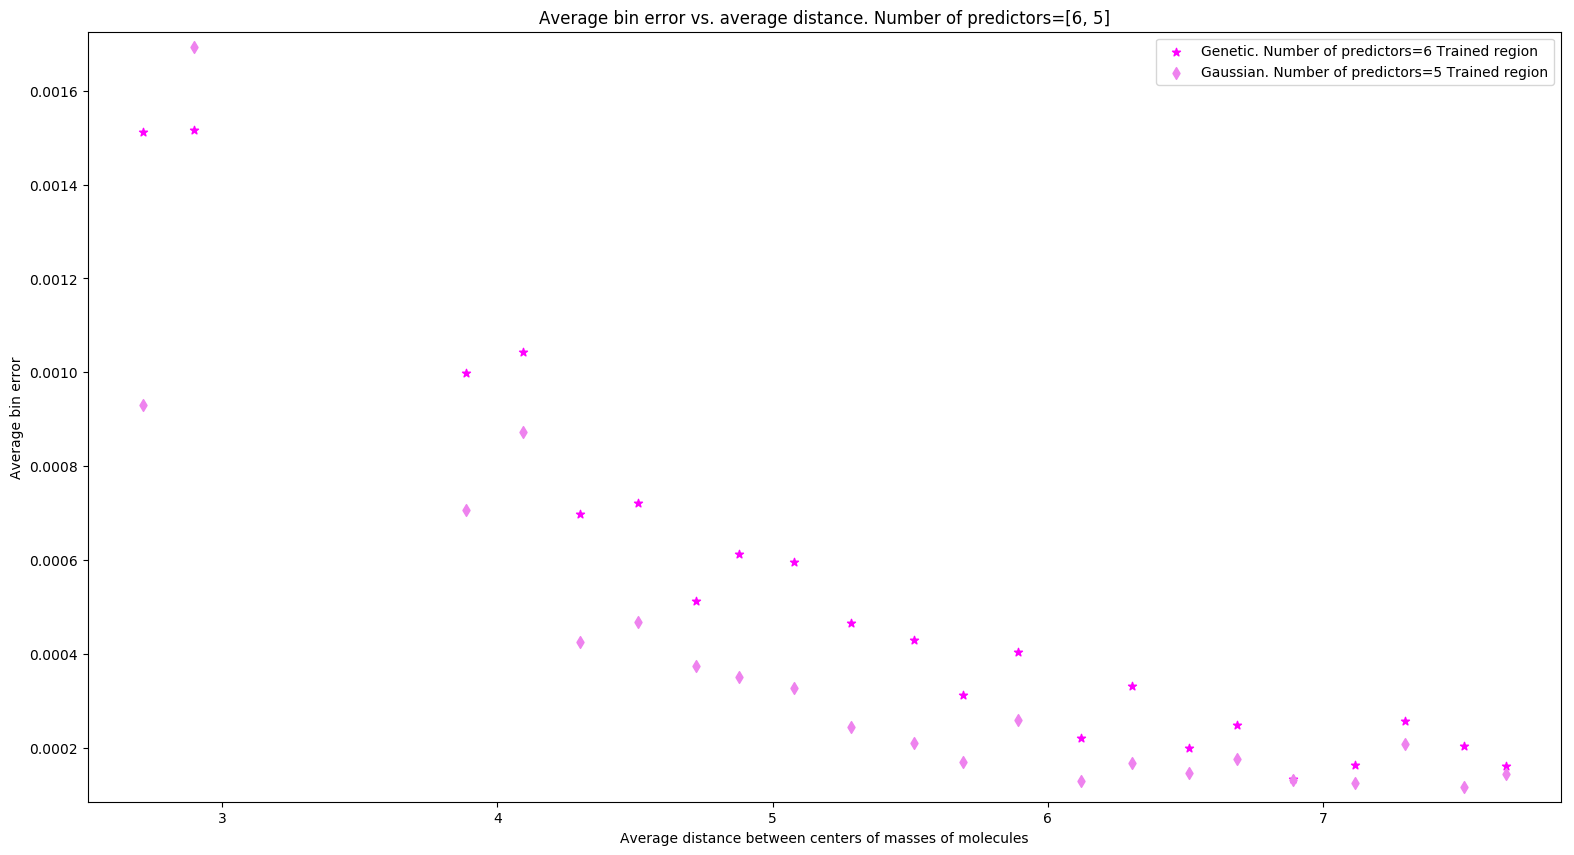 Average bin error vs. average distance. Number of predictors=[6, 5]
Genetic. Number of predictors=6 Trained region
Gaussian. Number of predictors=5 Trained region
0.0016
0.0014
0.0012
0.0010
0.0008
0.0006
0.0004
0.0002
Average bin error
3
4
5
6
7
Average distance between centers of masses of molecules